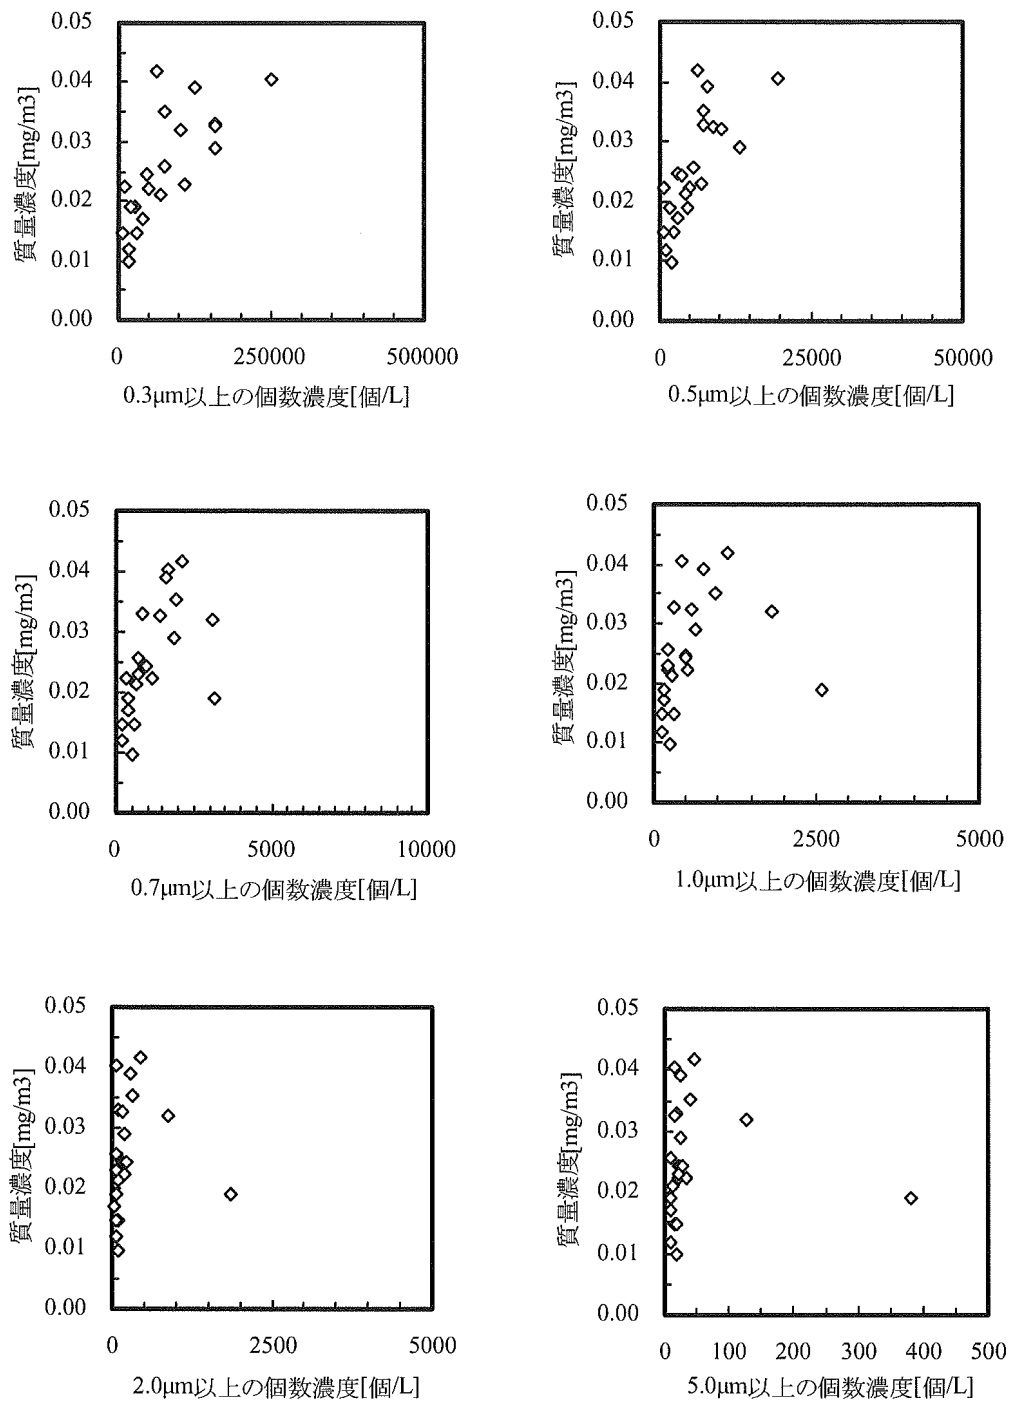 0.05
0.04
0.03
0.02
0.01
0.00
質量濃度[mg/m3]
0 250000 500000
0.3μm以上の個数濃度[個/L]
0.05
0.04
0.03
0.02
0.01
0.00
質量濃度[mg/m3]
0 25000 50000
0.5μm以上の個数濃度[個/L]
0.05
0.04
0.03
0.02
0.01
0.00
質量濃度[mg/m3]
0 5000 10000
0.7μm以上の個数濃度[個/L]
0.05
0.04
0.03
0.02
0.01
0.00
質量濃度[mg/m3]
0 2500 5000
1.0μm以上の個数濃度[個/L]
0.05
0.04
0.03
0.02
0.01
0.00
質量濃度[mg/m3]
0 2500 5000
2.0μm以上の個数濃度[個/L]
0.05
0.04
0.03
0.02
0.01
0.00
質量濃度[mg/m3]
0 100 200 300 400 500
5.0μm以上の個数濃度[個/L]